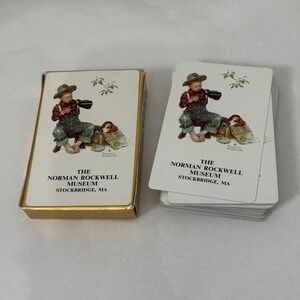 THE
NORMAN ROCKWELL
MUSEUM
STOCKBRIDGE, MA
THE
NORMAN ROCKWELL
MUSEUM
STOCKBRIDGE, MA